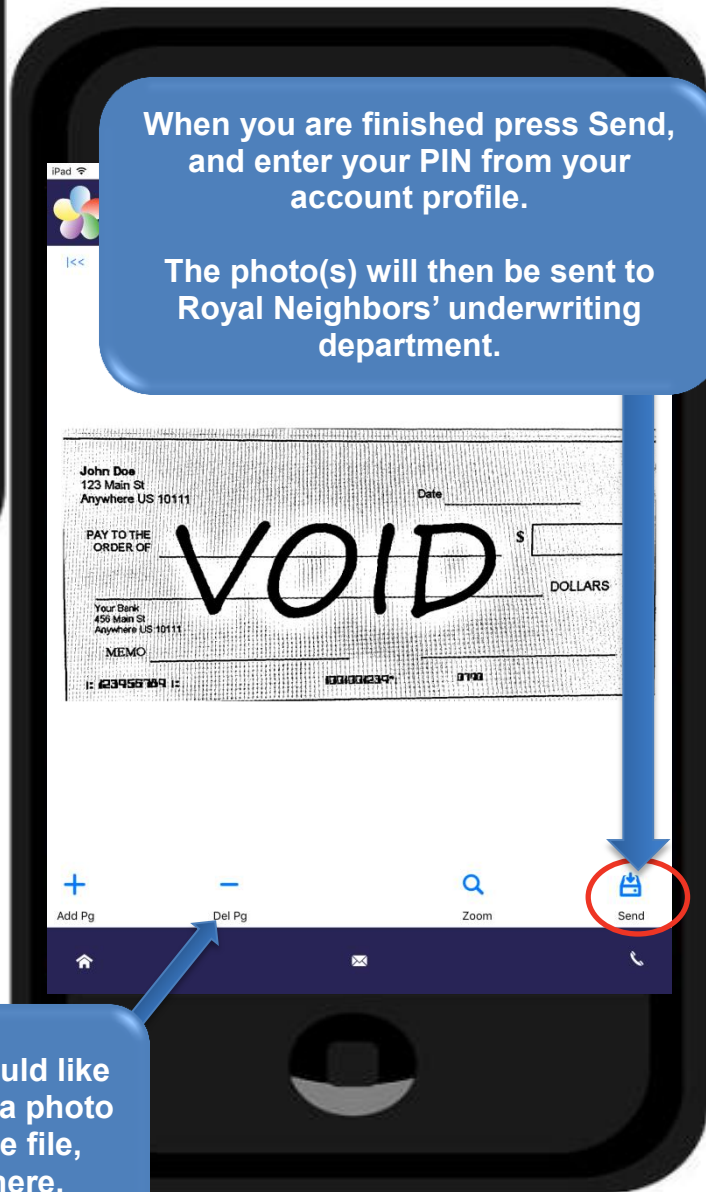 When you are finished press Send,
and enter your PIN from your
account profile.
The photo(s) will then be sent to
Royal Neighbors’ underwriting
department.
iPad
|<<
John Doe
123 Main St
Anywhere US 10111
Date
PAY TO THE
ORDER OF
$
VOID
DOLLARS
Your Bank
456 Main St
Anywhere US 10111
MEMO
Add Pg
Del Pg
Zoom
Send
uld like
a photo
e file,
here.